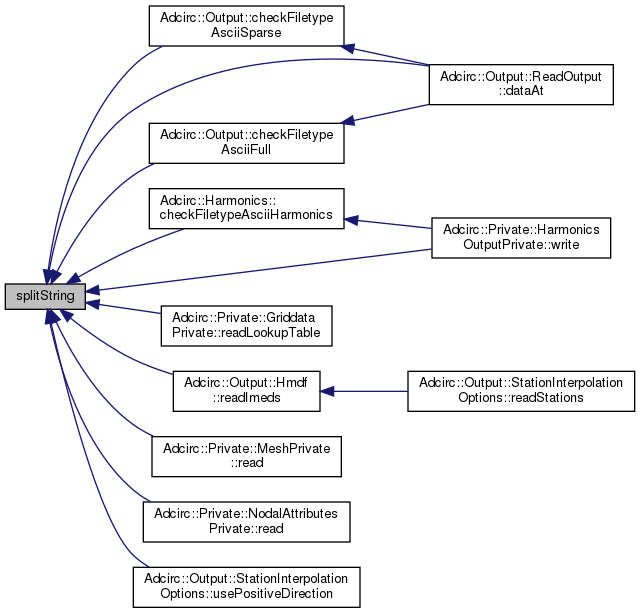 Adcirc::Output::checkFiletype
AsciiSparse
Adcirc::Output::ReadOutput
::dataAt
Adcirc::Output::checkFiletype
AsciiFull
Adcirc::Harmonics::
checkFiletypeAsciiHarmonics
Adcirc::Private::Harmonics
OutputPrivate::write
splitString
Adcirc::Private::Griddata
Private::readLookupTable
Adcirc::Output::Hmdf
::readImeds
Adcirc::Output::StationInterpolation
Options::readStations
Adcirc::Private::MeshPrivate
::read
Adcirc::Private::NodalAttributes
Private::read
Adcirc::Output::StationInterpolation
Options::usePositiveDirection